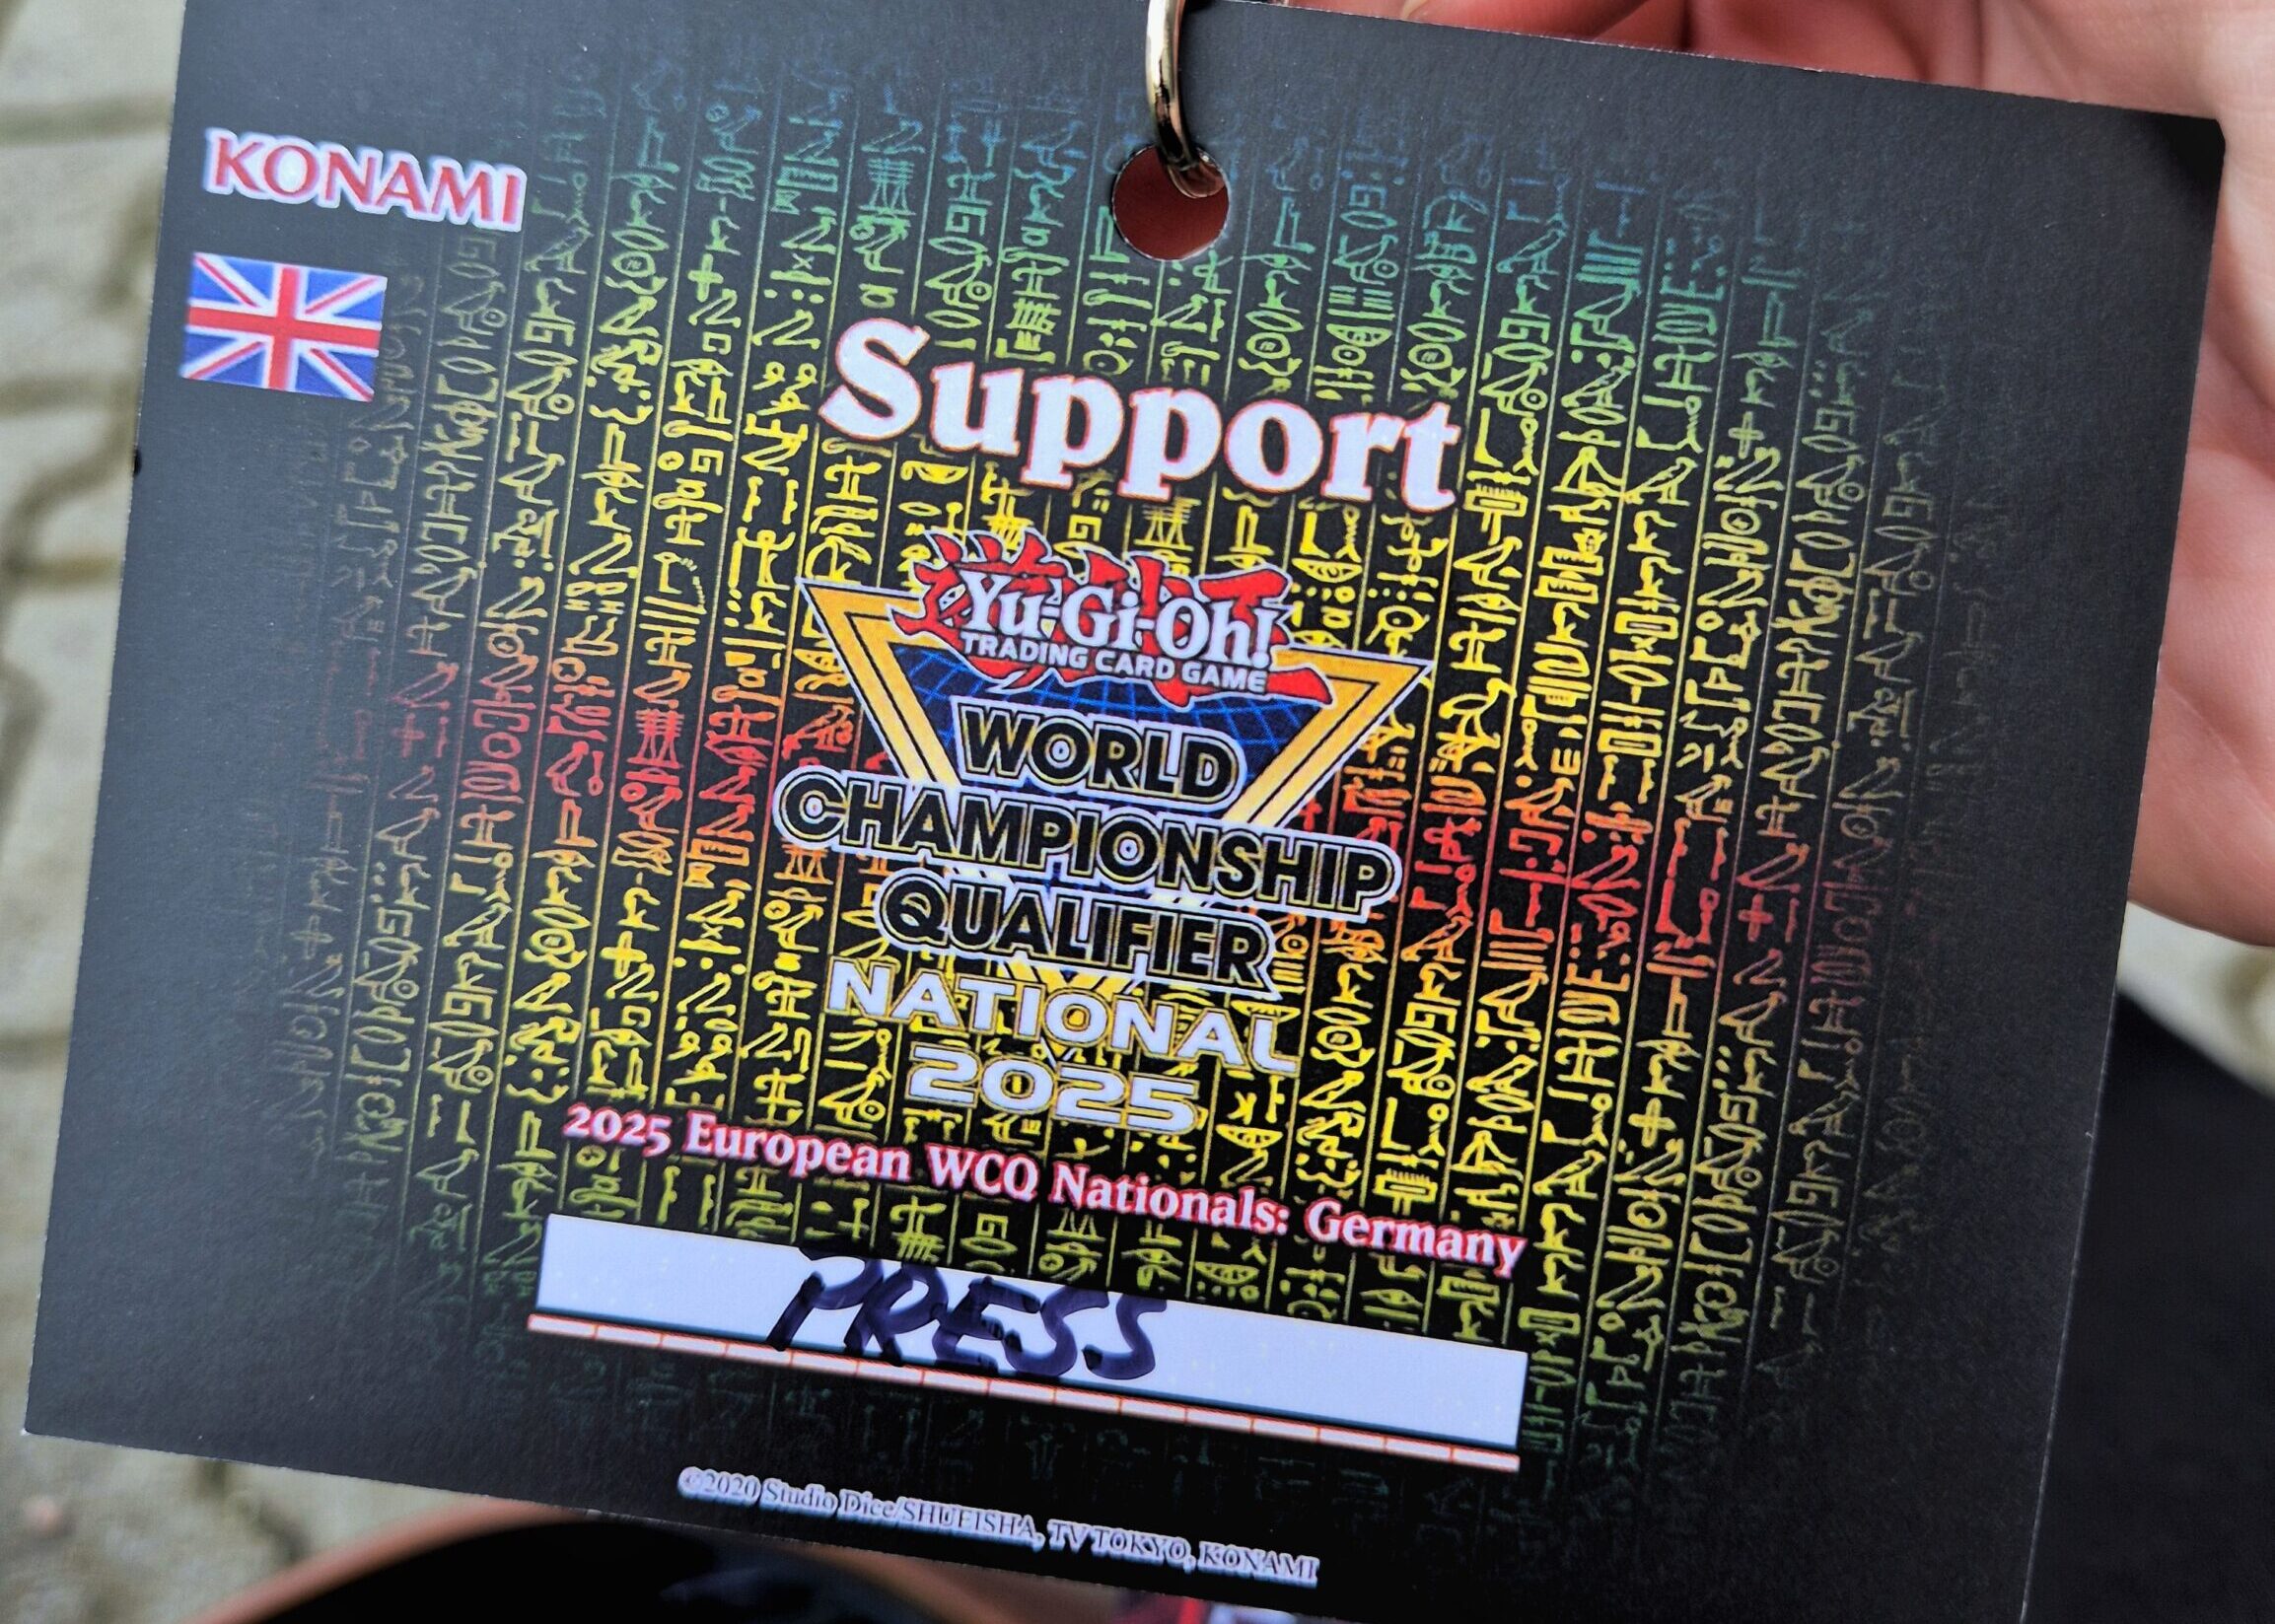 KONAMI
Support
Yu-Gi-Oh!
TRADING CARD GAME
WORLD
CHAMPIONSHIP
QUALIFIER
NATIONAL
2025
2025 European WCQ Nationals: Germany
PRESS
©2020 Studio Dice/SHUEISHA, TV TOKYO, KONAMI